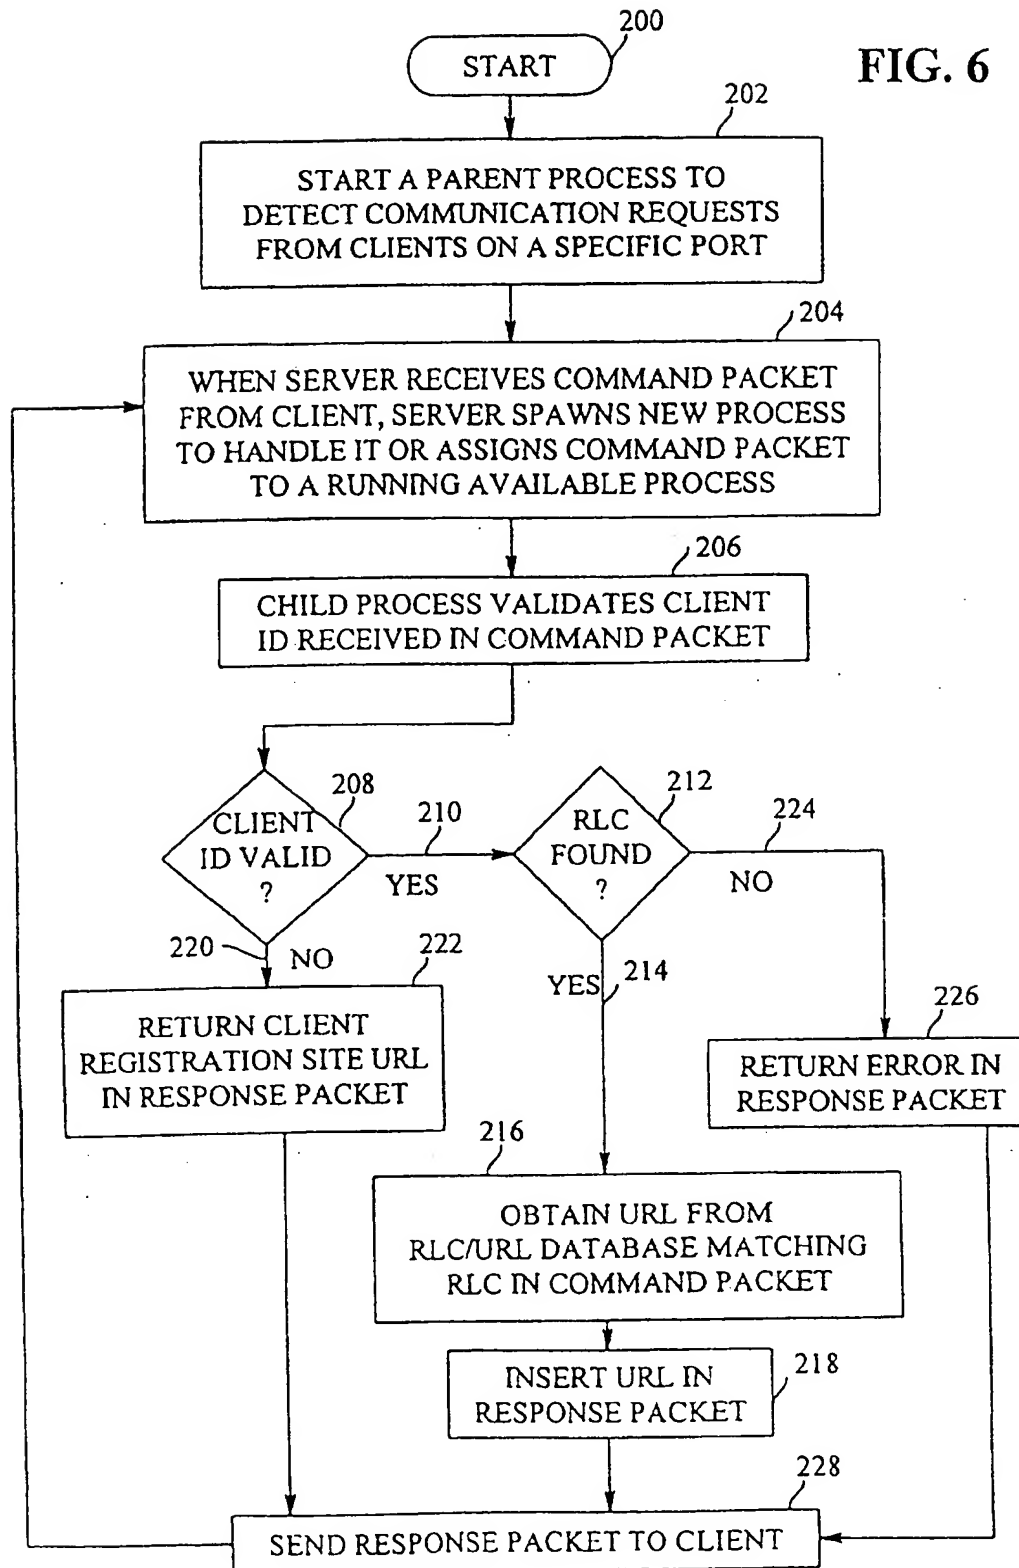 200
START
FIG. 6
202
START A PARENT PROCESS TO
DETECT COMMUNICATION REQUESTS
FROM CLIENTS ON A SPECIFIC PORT
204
WHEN SERVER RECEIVES COMMAND PACKET
FROM CLIENT, SERVER SPAWNS NEW PROCESS
TO HANDLE IT OR ASSIGNS COMMAND PACKET
TO A RUNNING AVAILABLE PROCESS
206
CHILD PROCESS VALIDATES CLIENT
ID RECEIVED IN COMMAND PACKET
208
CLIENT
ID VALID
?
210
YES
212
RLC
FOUND
?
224
NO
220
NO
222
RETURN CLIENT
REGISTRATION SITE URL
IN RESPONSE PACKET
YES
214
226
RETURN ERROR IN
RESPONSE PACKET
216
OBTAIN URL FROM
RLC/URL DATABASE MATCHING
RLC IN COMMAND PACKET
INSERT URL IN
RESPONSE PACKET
218
228
SEND RESPONSE PACKET TO CLIENT